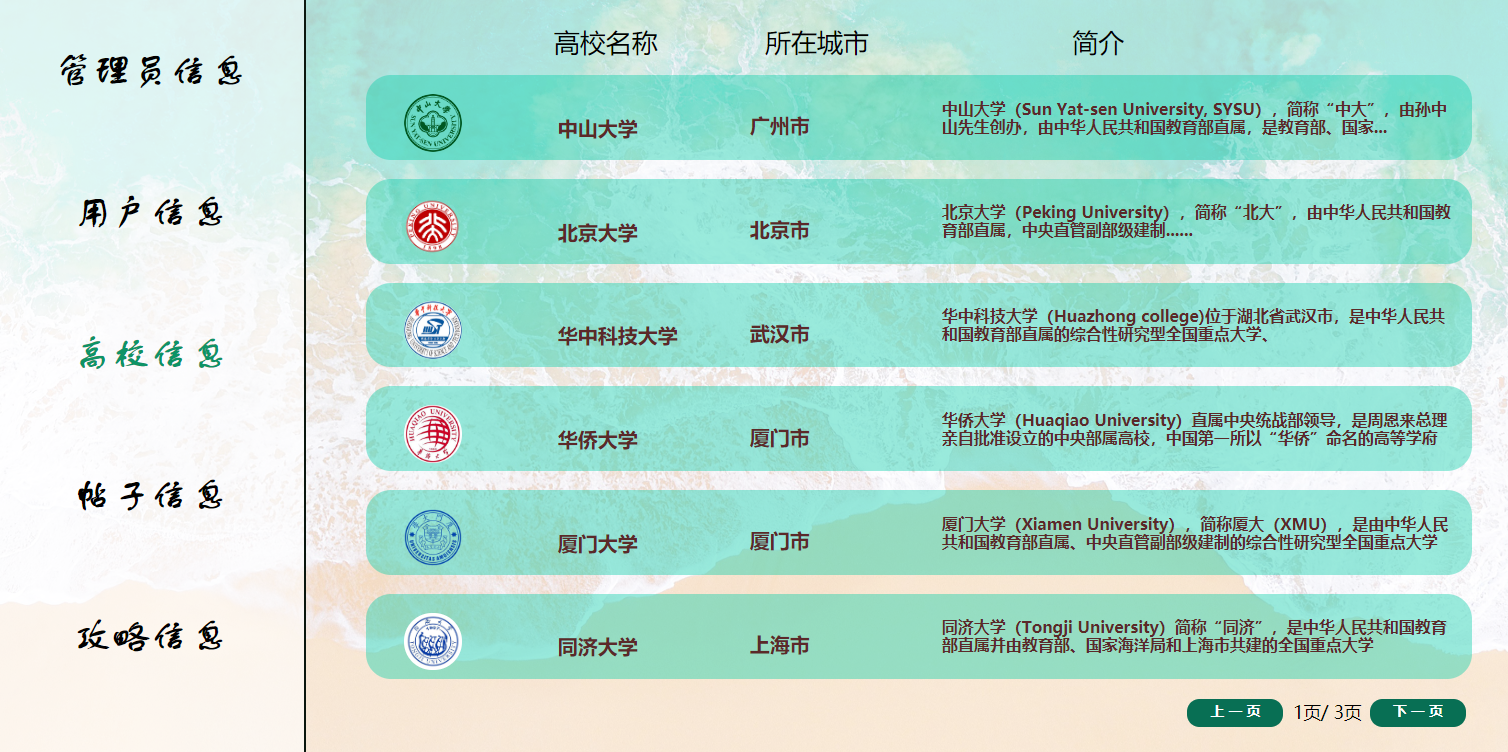 管理员信息
用户信息
高校信息
帖子信息
攻略信息
高校名称 所在城市 简介
中山大学 广州市
中山大学（Sun Yat-sen University, SYSU），简称“中大”，由孙中
山先生创办，由中华人民共和国教育部直属，是教育部、国家...
北京大学 北京市
北京大学（Peking University），简称“北大”，由中华人民共和国教
育部直属，中央直管副部级建制......
华中科技大学 武汉市
华中科技大学（Huazhong college)位于湖北省武汉市，是中华人民共
和国教育部直属的综合性研究型全国重点大学、
华侨大学 厦门市
华侨大学（Huaqiao University）直属中央统战部领导，是周恩来总理
亲自批准设立的中央部属高校，中国第一所以“华侨”命名的高等学府
厦门大学 厦门市
厦门大学（Xiamen University），简称厦大（XMU），是由中华人民
共和国教育部直属、中央直管副部级建制的综合性研究型全国重点大学
同济大学 上海市
同济大学（Tongji University）简称“同济”，是中华人民共和国教育
部直属并由教育部、国家海洋局和上海市共建的全国重点大学
上一页 1页/ 3页 下一页